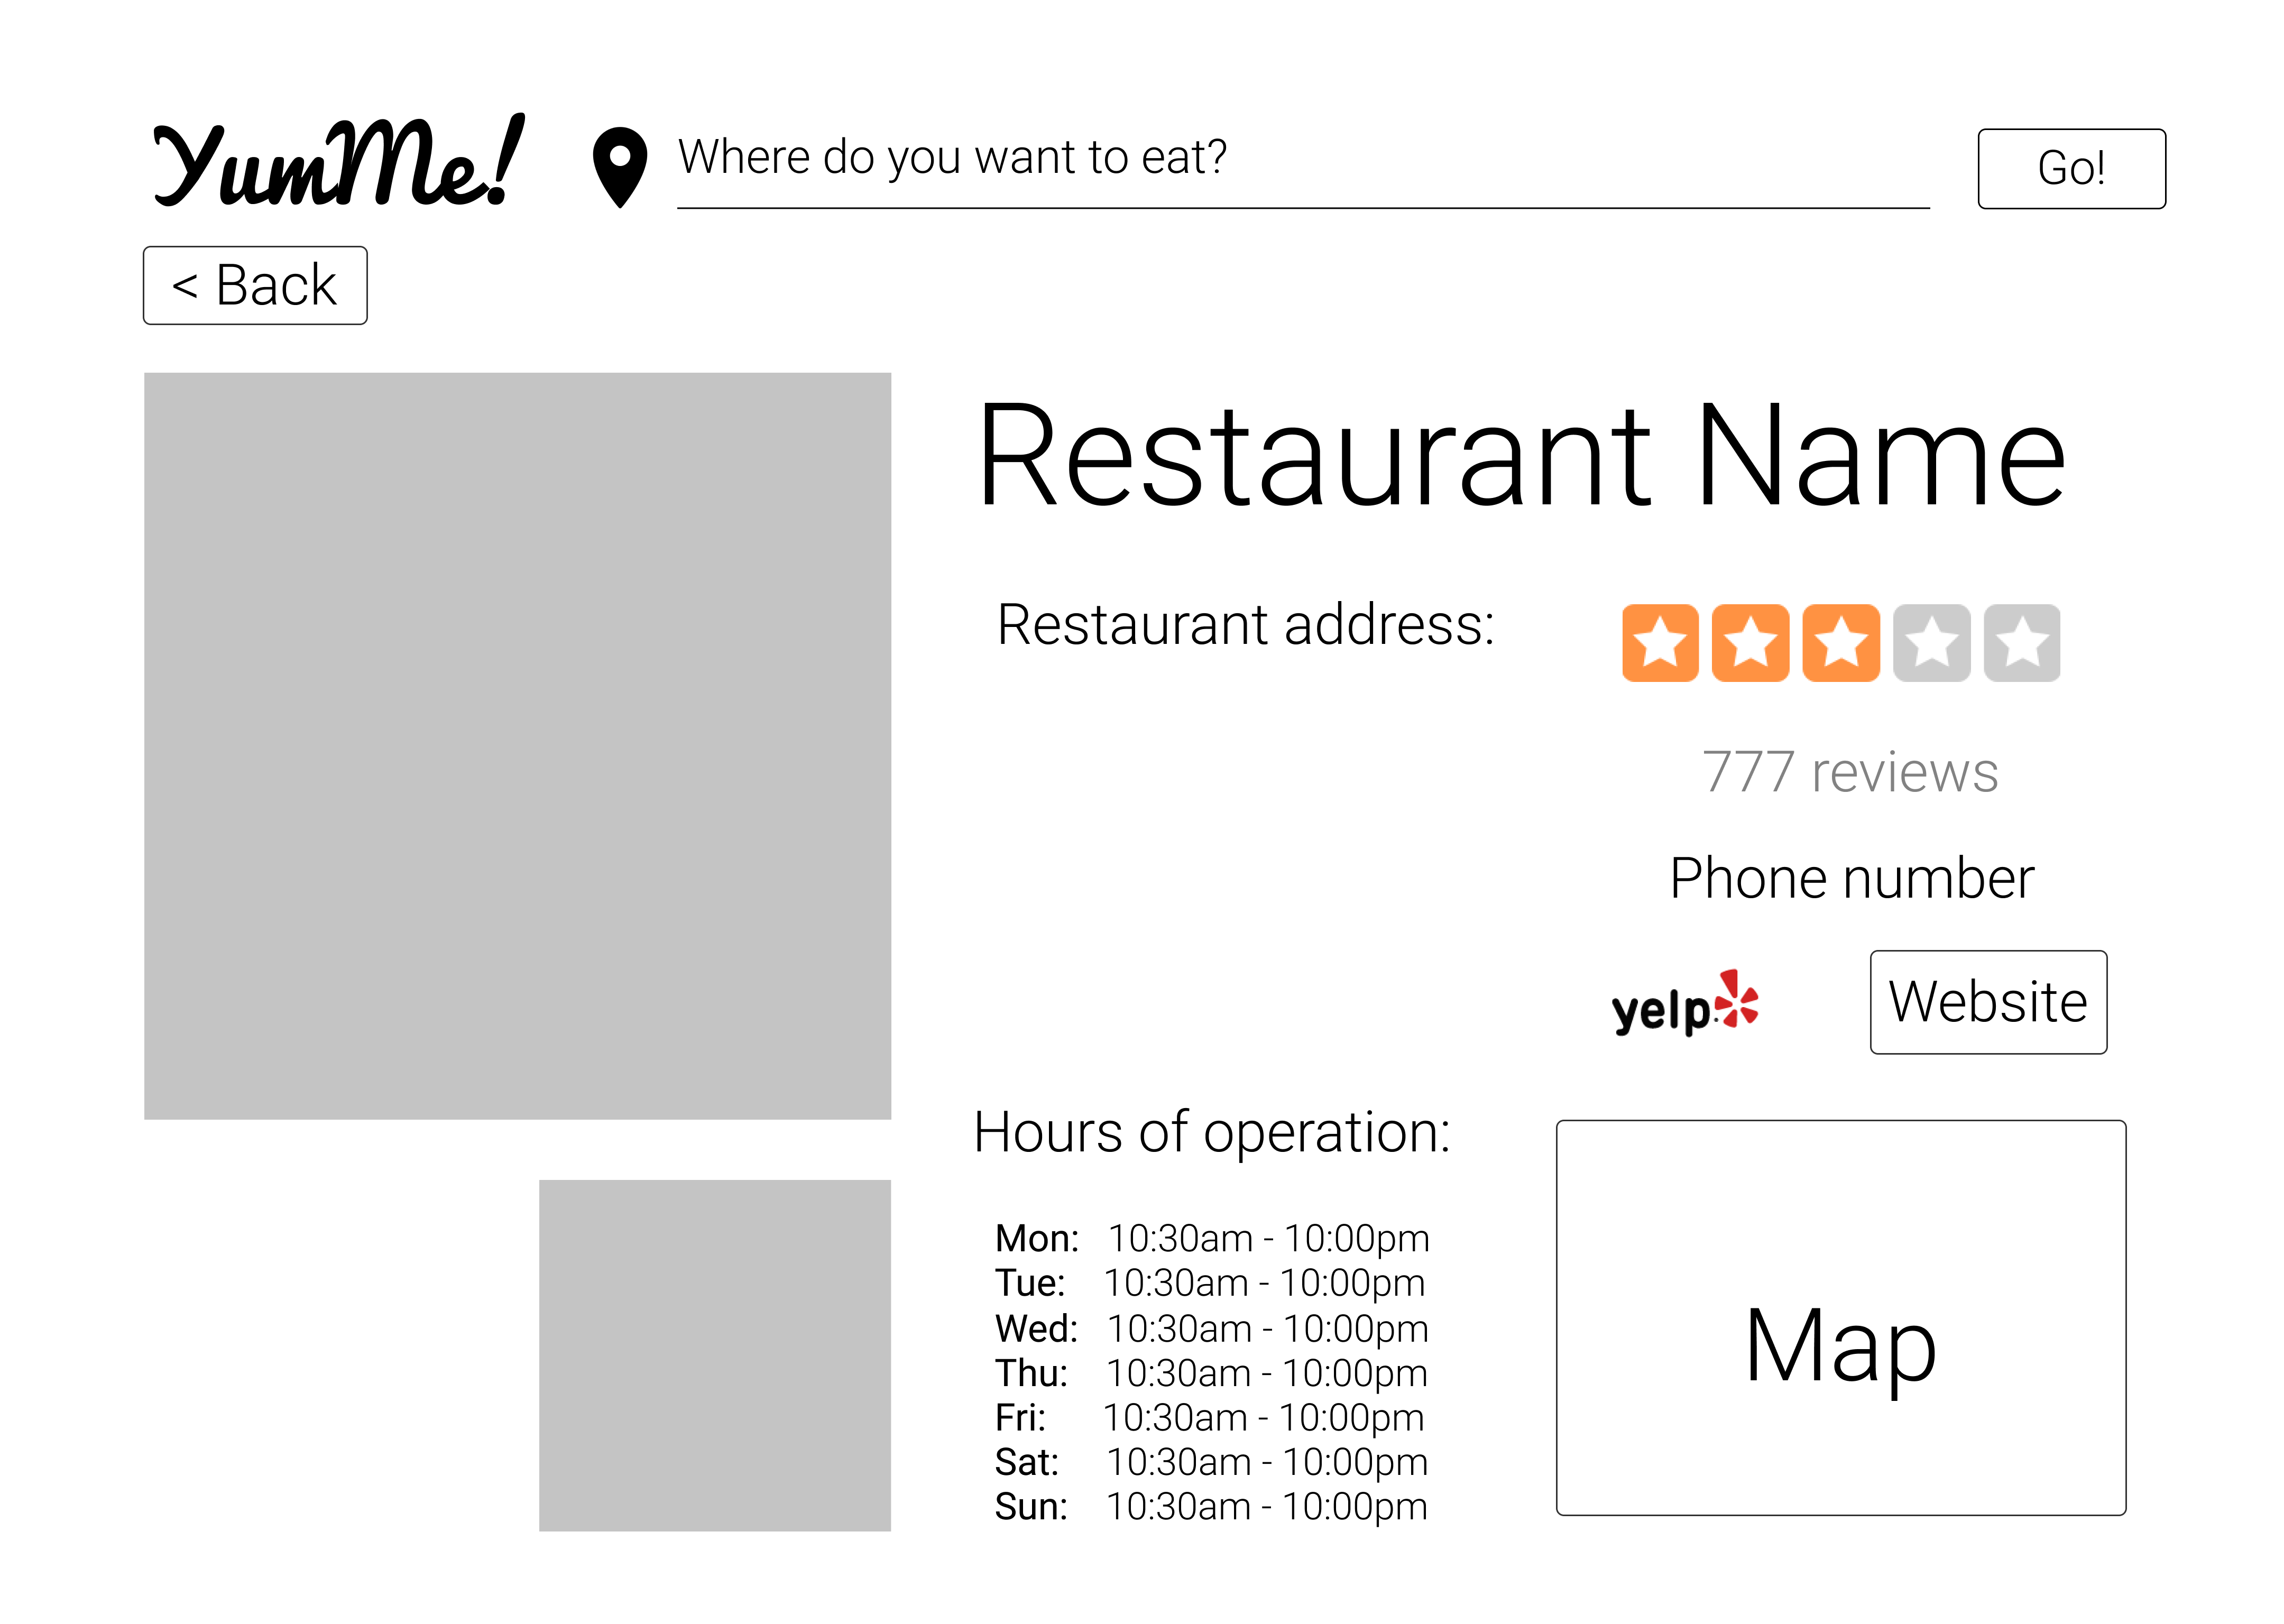 YumMe!
Where do you want to eat?
Go!
< Back
Restaurant Name
Restaurant address:
777 reviews
Phone number
yelp
Website
Hours of operation:
Mon: 10:30am - 10:00pm
Tue: 10:30am - 10:00pm
Wed: 10:30am - 10:00pm
Thu: 10:30am - 10:00pm
Fri: 10:30am - 10:00pm
Sat: 10:30am - 10:00pm
Sun: 10:30am - 10:00pm
Map